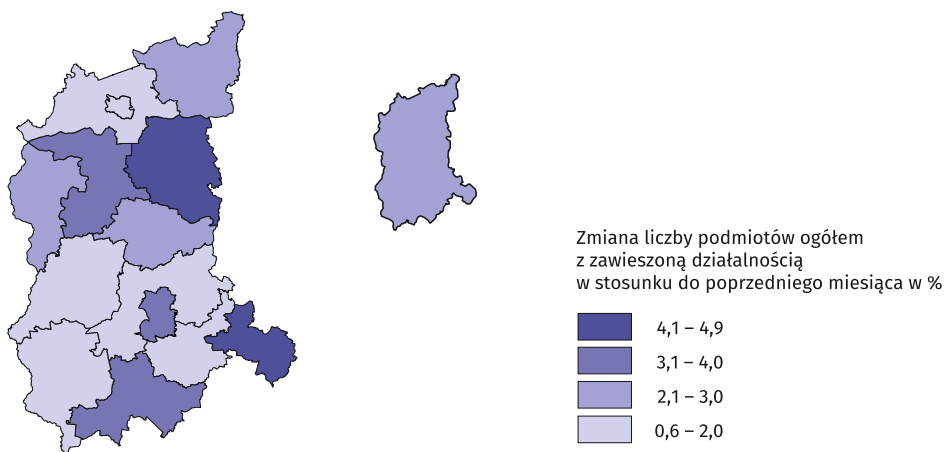 Zmiana liczby podmiotów ogółem
z zawieszoną działalnością
w stosunku do poprzedniego miesiąca w %
4,1 – 4,9
3,1 – 4,0
2,1 – 3,0
0,6 – 2,0